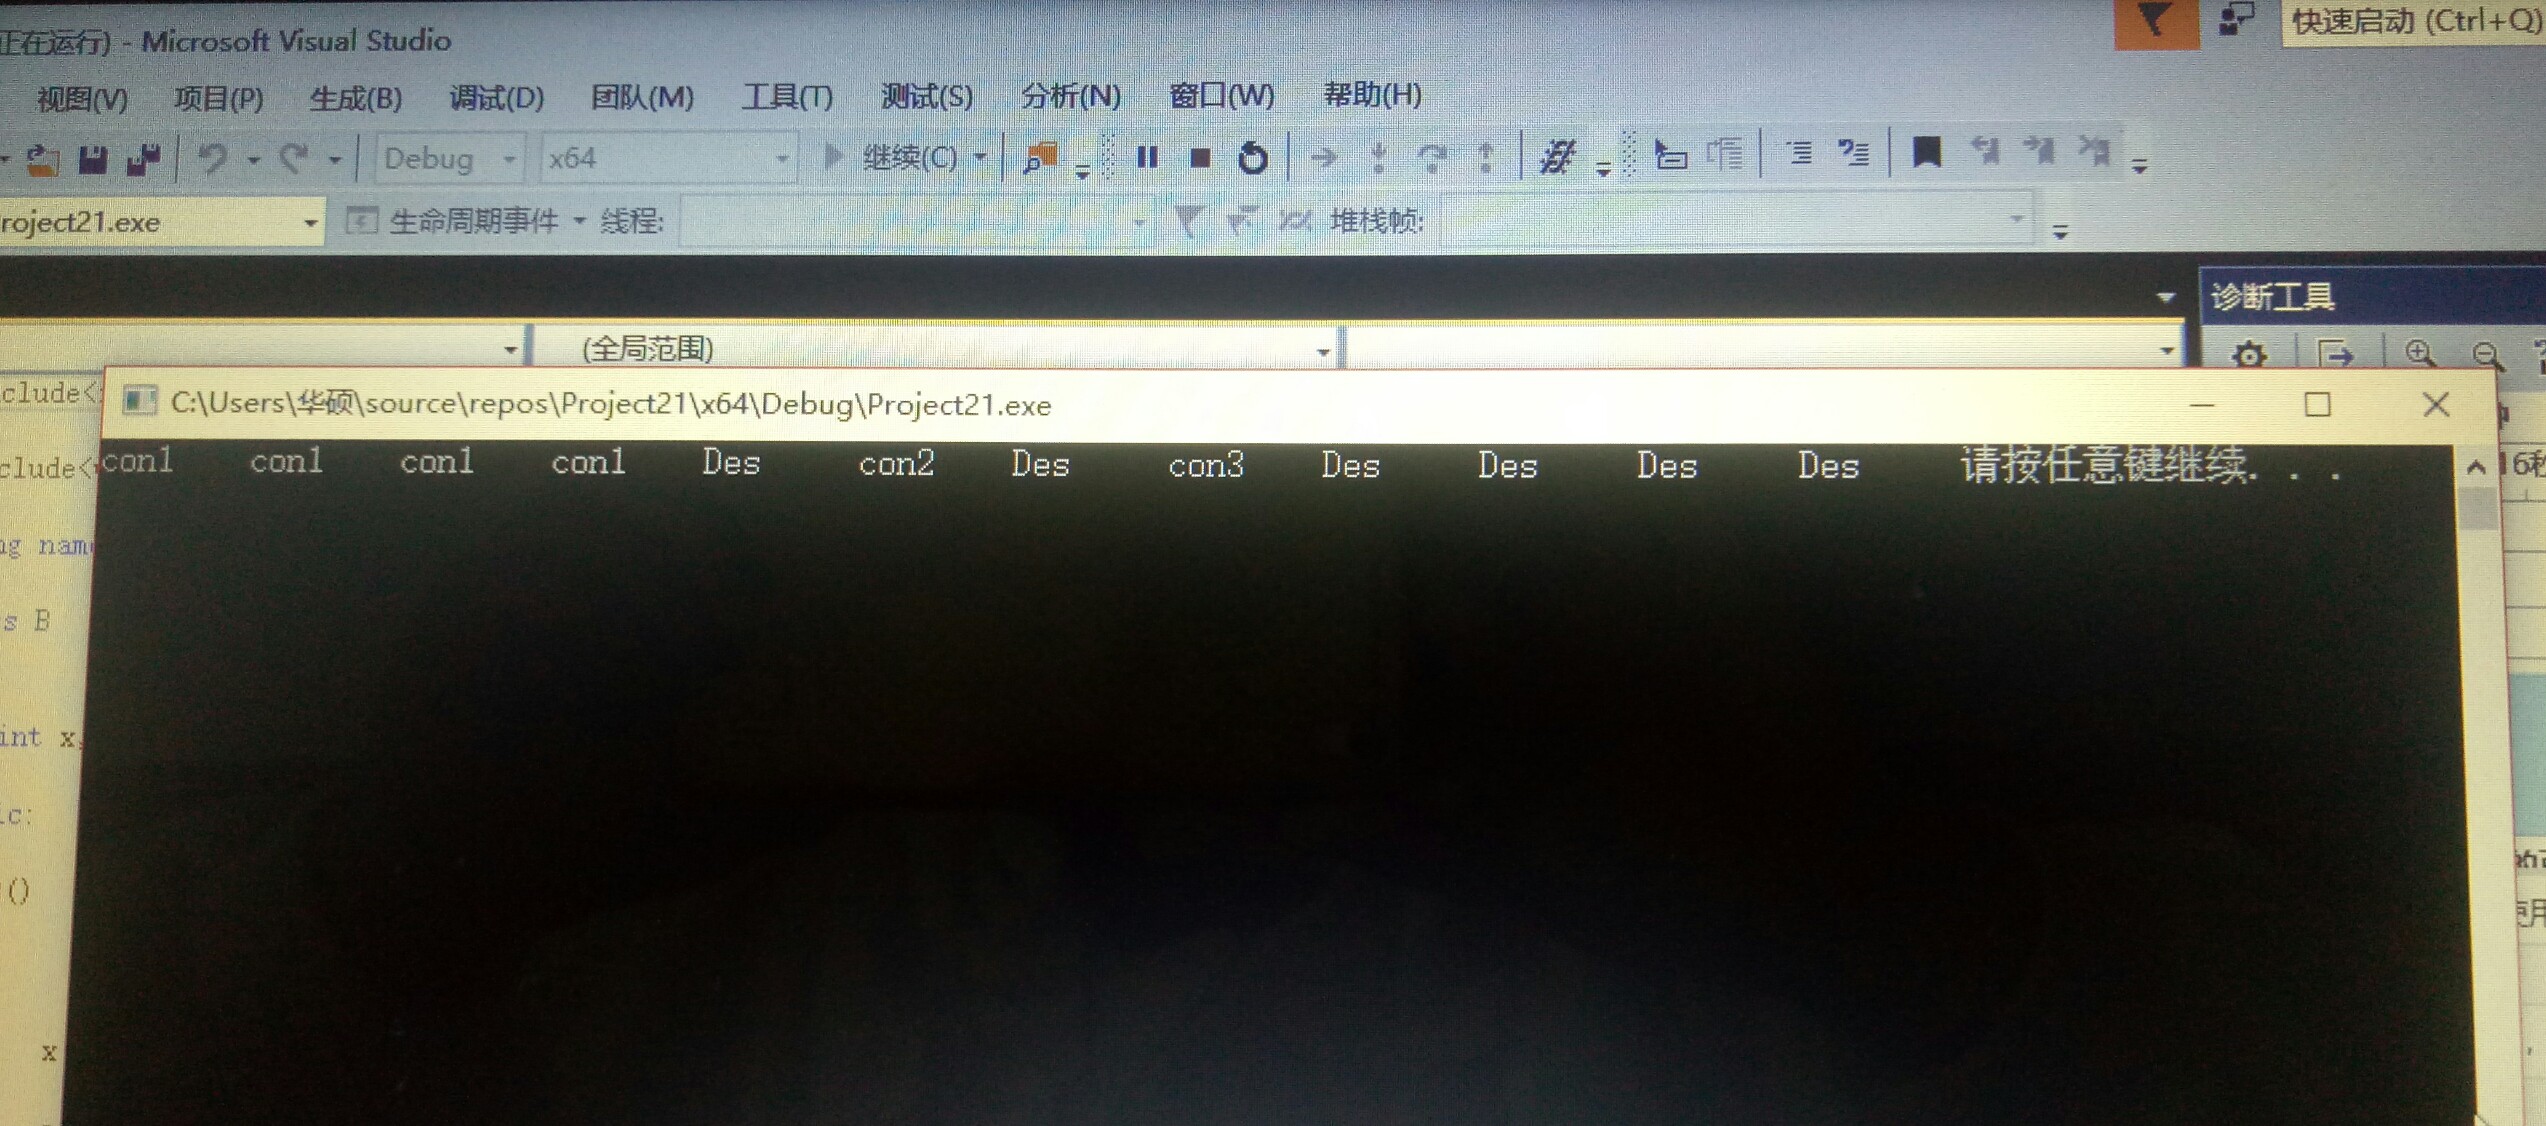 正在运行) - Microsoft Visual Studio
快速启动 (Ctrl+Q)
视图(V) 项目(P) 生成(B) 调试(D) 团队(M) 工具(T) 测试(S) 分析(N) 窗口(W) 帮助(H)
Debug x64 继续(C)
roject21.exe 生命周期事件 线程: 堆栈帧:
诊断工具
(全局范围)
clude<
C:\Users\华硕\source\repos\Project21\x64\Debug\Project21.exe
clude<
con1 con1 con1 con1 Des con2 Des con3 Des Des Des Des 请按任意键继续. . .
16秒
ng nam
s B
int x,
ic:
()
x